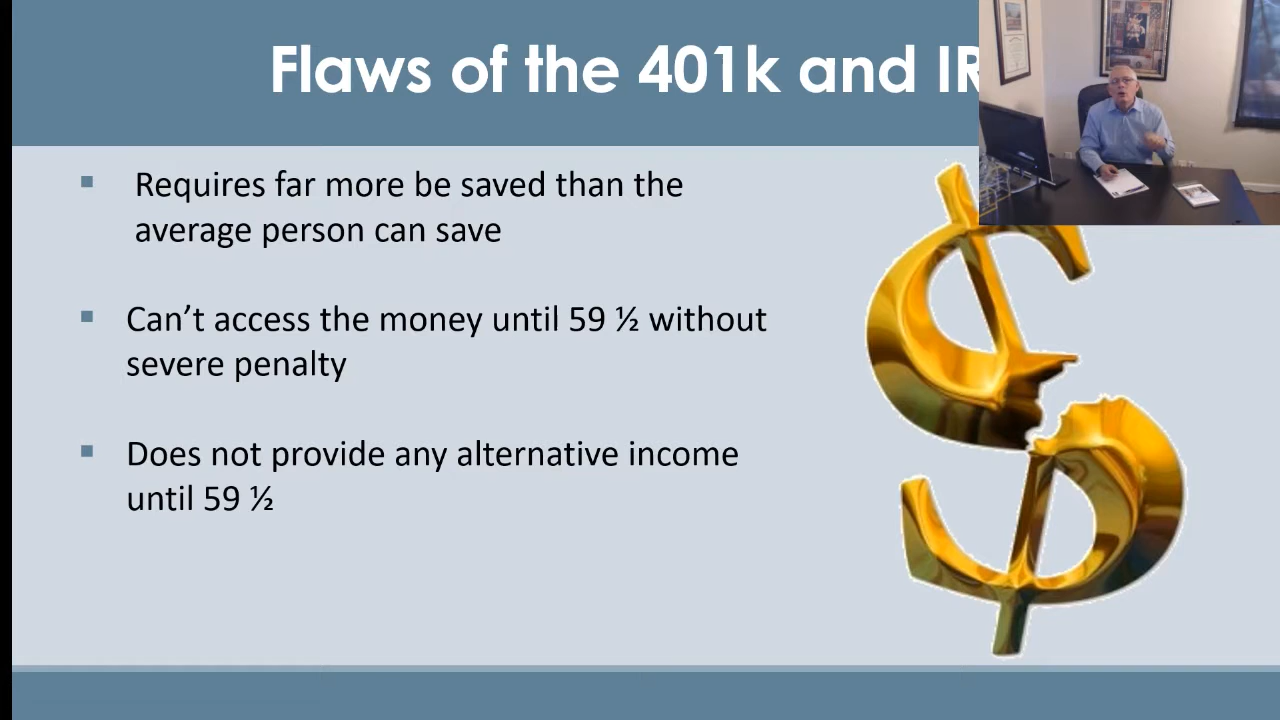 Flaws of the 401k and IR
Requires far more be saved than the
average person can save
Can’t access the money until 59 ½ without
severe penalty
Does not provide any alternative income
until 59 ½